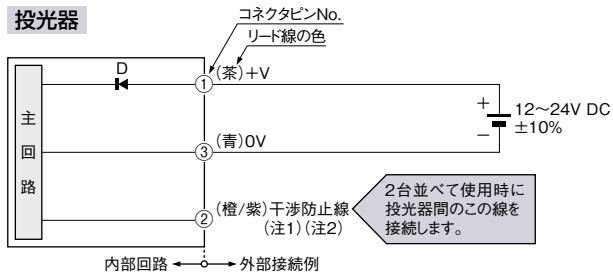 投光器
コネクタピンNo.
リード線の色
D
① (茶)+V
+
12～24V DC
±10%
−
主回路
③ (青)0V
② (橙/紫)干渉防止線
(注1)(注2)
2台並べて使用時に
投光器間のこの線を
接続します。
内部回路 外部接続例